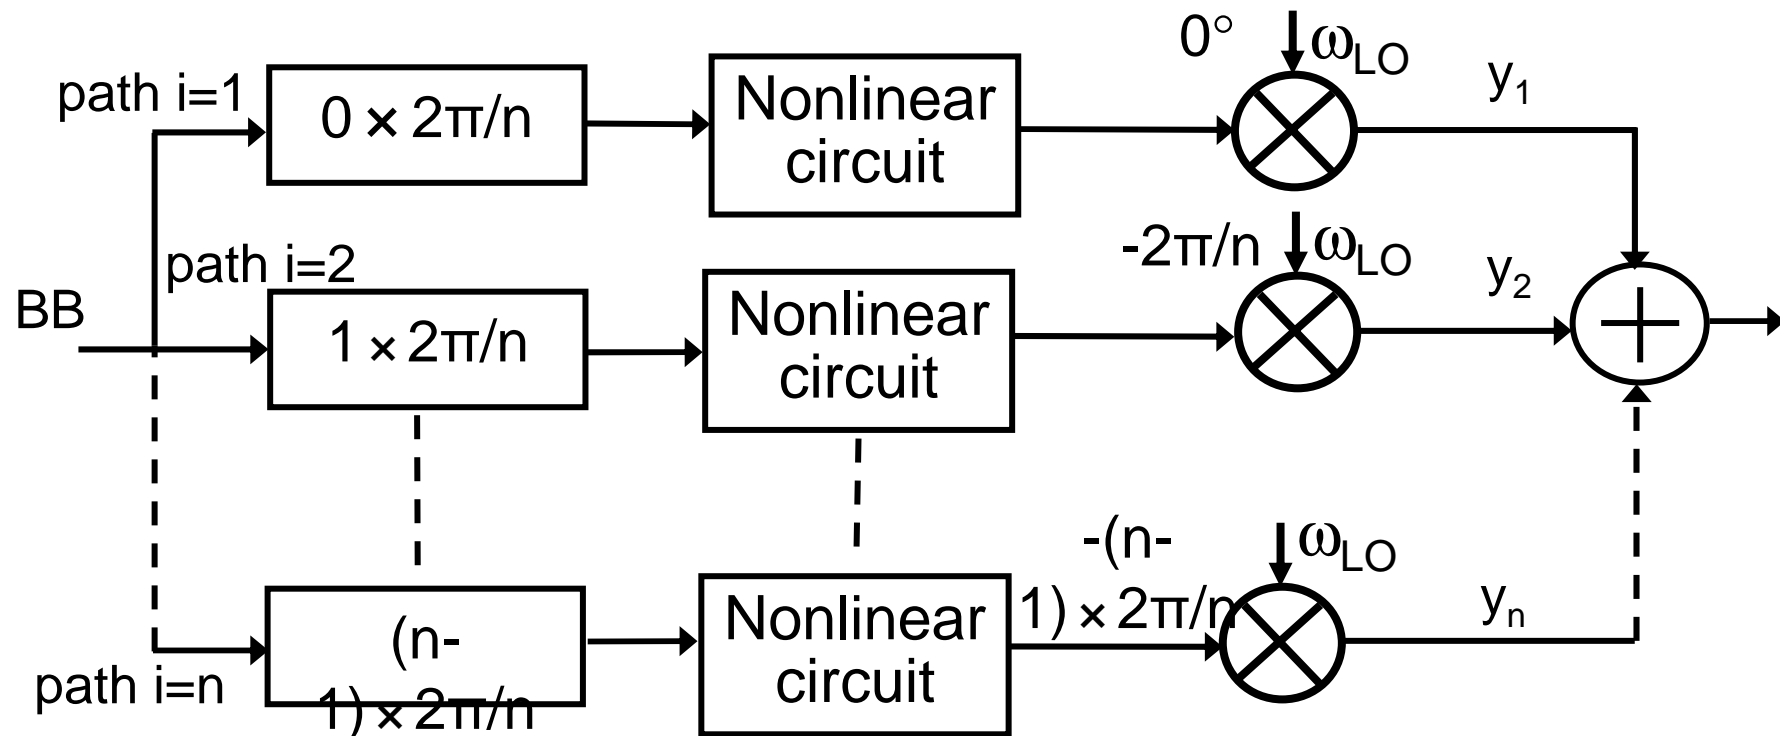 path i=1
0 × 2π/n
Nonlinear
circuit
0°
ωLO
y1
path i=2
BB
1 × 2π/n
Nonlinear
circuit
-2π/n
ωLO
y2
path i=n
(n-
1) × 2π/n
Nonlinear
circuit
-(n-
1) × 2π/n
ωLO
yn